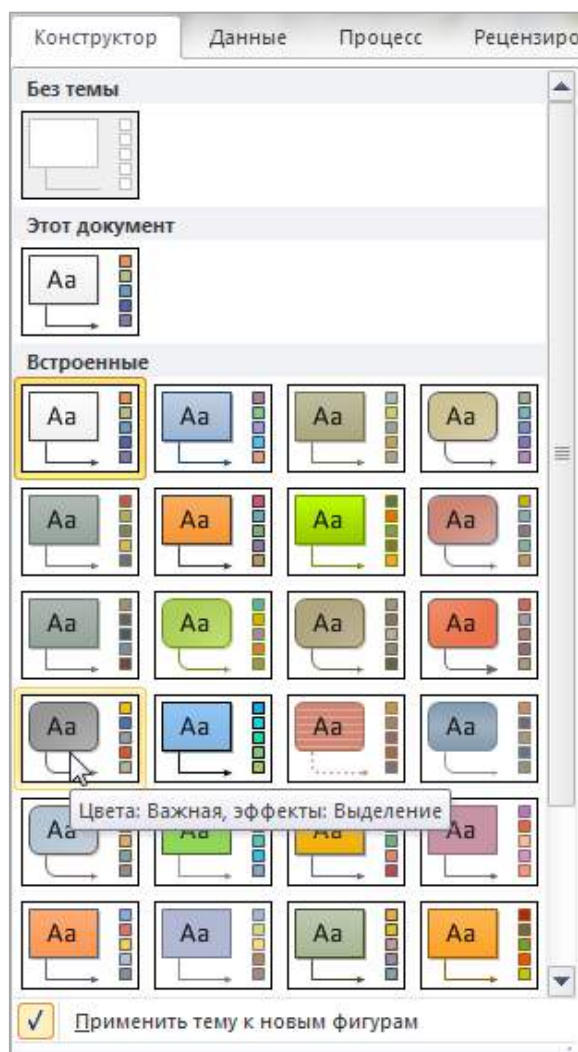 Конструктор Данные Процесс Рецензиро
Без темы
Этот документ
Aa
Встроенные
Aa Aa Aa Aa
Aa Aa Aa Aa
Aa Aa Aa Aa
Aa Aa Aa Aa
Цвета: Важная, эффекты: Выделение
Aa Aa Aa Aa
Aa Aa Aa Aa
Применить тему к новым фигурам